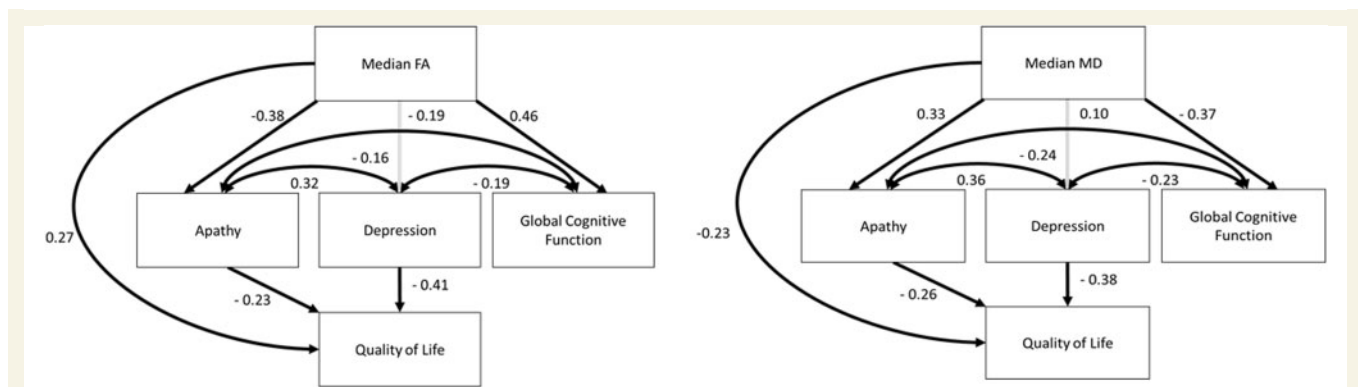 Median FA
-0.38
- 0.19
0.46
- 0.16
0.32
- 0.19
Apathy
Depression
Global Cognitive
Function
0.27
- 0.23
- 0.41
Quality of Life
Median MD
0.33
0.10
- 0.37
- 0.24
0.36
- 0.23
Apathy
Depression
Global Cognitive
Function
-0.23
- 0.26
- 0.38
Quality of Life